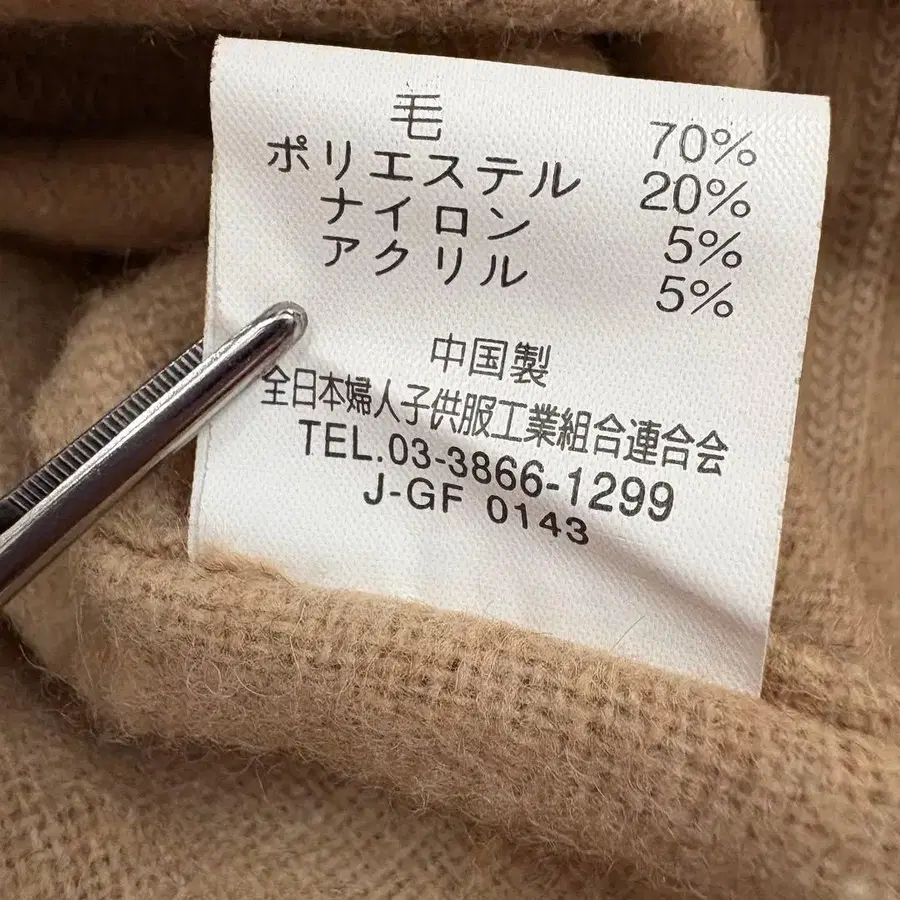 毛 70%
ポリエステル 20%
ナイロン 5%
アクリル 5%
中国製
全日本婦人子供服工業組合連合会
TEL.03-3866-1299
J-GF 0143